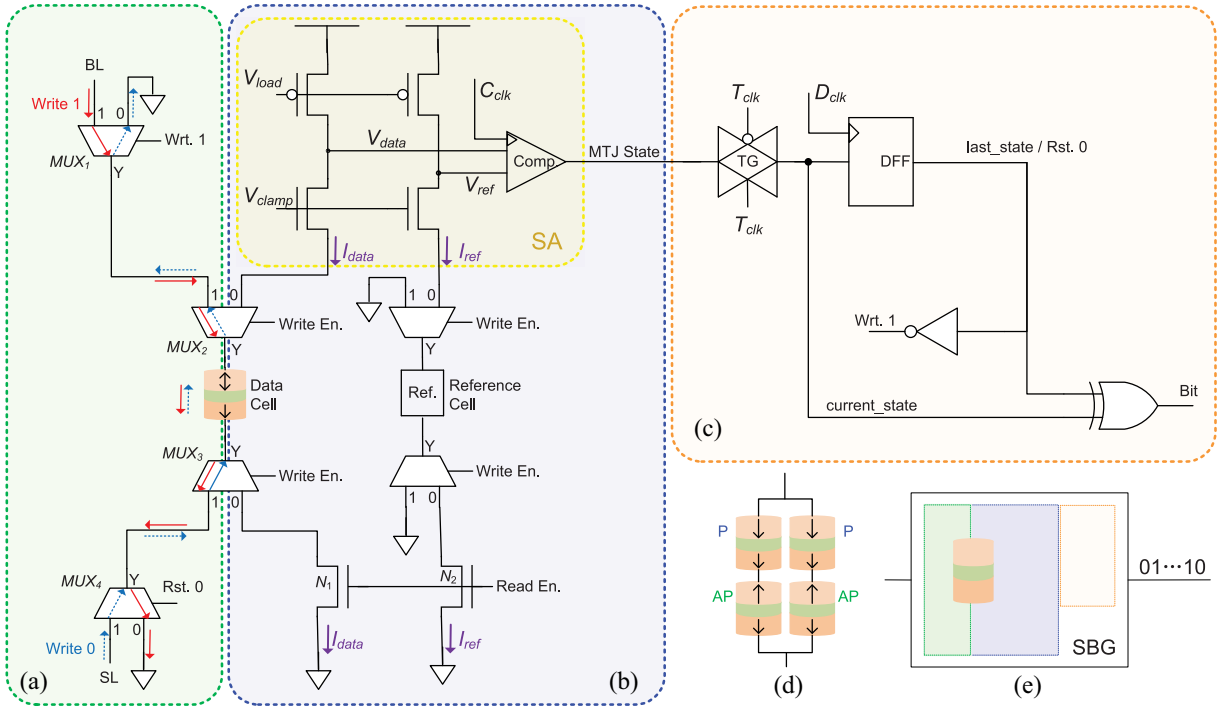 BL
Write 1
1 0
Wrt. 1
MUX1
Y
Vload
Vdata
Vclamp
Cclk
Comp.
Vref
SA
Idata
Iref
MTJ State
1 0
Write En.
MUX2
Y
1 0
Write En.
Y
Data
Cell
Ref.
Reference
Cell
MUX3
Y
Write En.
1 0
Y
Write En.
1 0
MUX4
Y
Rst. 0
1 0
Write 0
SL
N1
N2
Read En.
Idata
Iref
(a)
(b)
Tclk
TG
Tclk
Dclk
DFF
last_state / Rst. 0
Wrt. 1
current_state
Bit
(c)
P
P
AP
AP
(d)
SBG
01···10
(e)